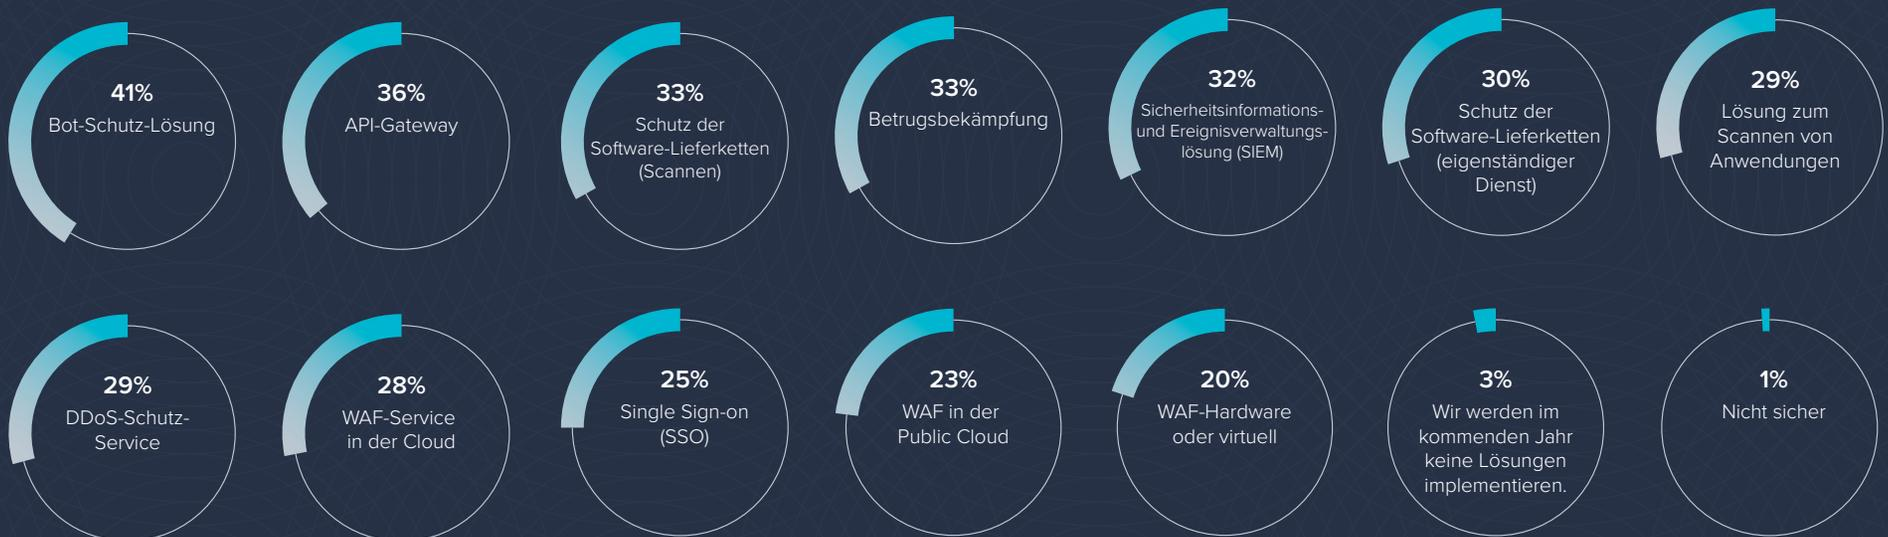 41%
Bot-Schutz-Lösung
36%
API-Gateway
33%
Schutz der
Software-Lieferketten
(Scannen)
33%
Betrugsbekämpfung
32%
Sicherheitsinformations-
und Ereignisverwaltungs-
lösung (SIEM)
30%
Schutz der
Software-Lieferketten
(eigenständiger
Dienst)
29%
Lösung zum
Scannen von
Anwendungen
29%
DDoS-Schutz-
Service
28%
WAF-Service
in der Cloud
25%
Single Sign-on
(SSO)
23%
WAF in der
Public Cloud
20%
WAF-Hardware
oder virtuell
3%
Wir werden im
kommenden Jahr
keine Lösungen
implementieren.
1%
Nicht sicher